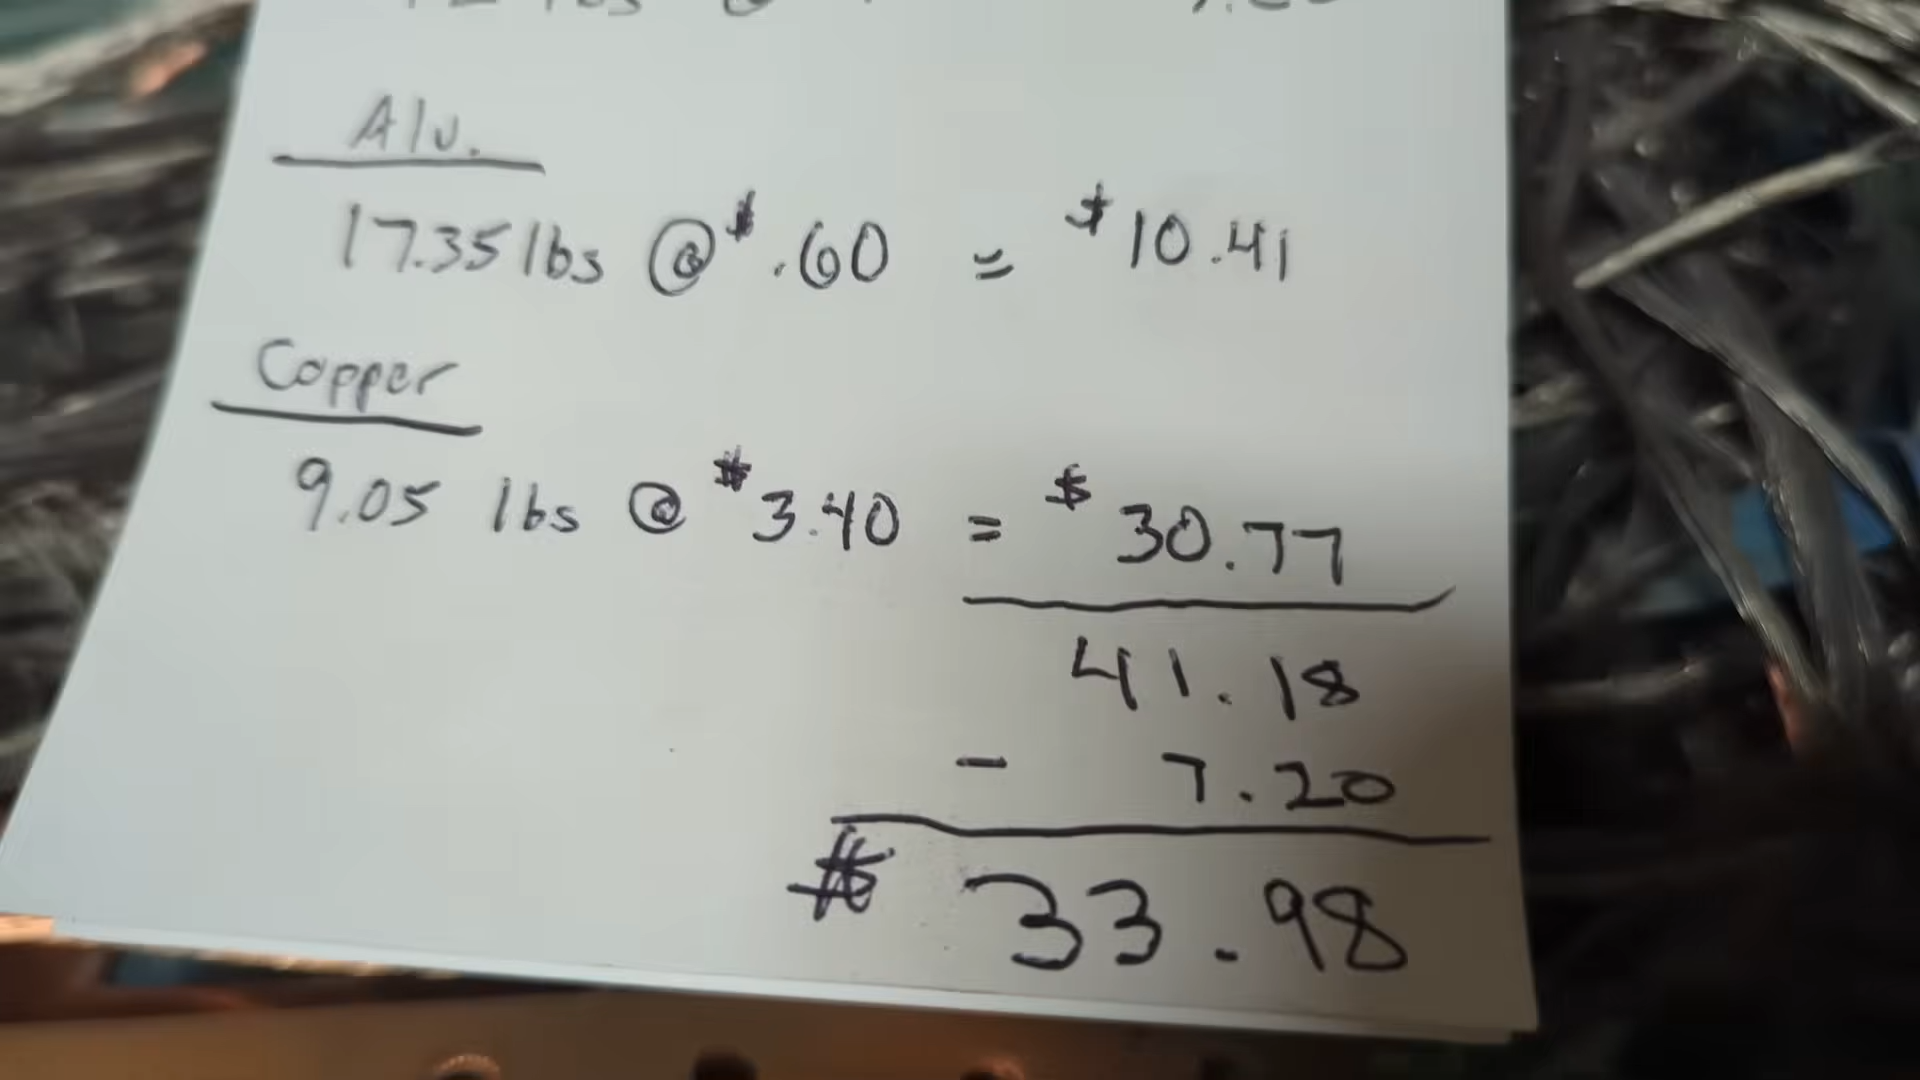 Alu.
17.35 lbs @ $.60 = $10.41
Copper
9.05 lbs @ $3.40 = $30.77
41.18
- 7.20
$33.98